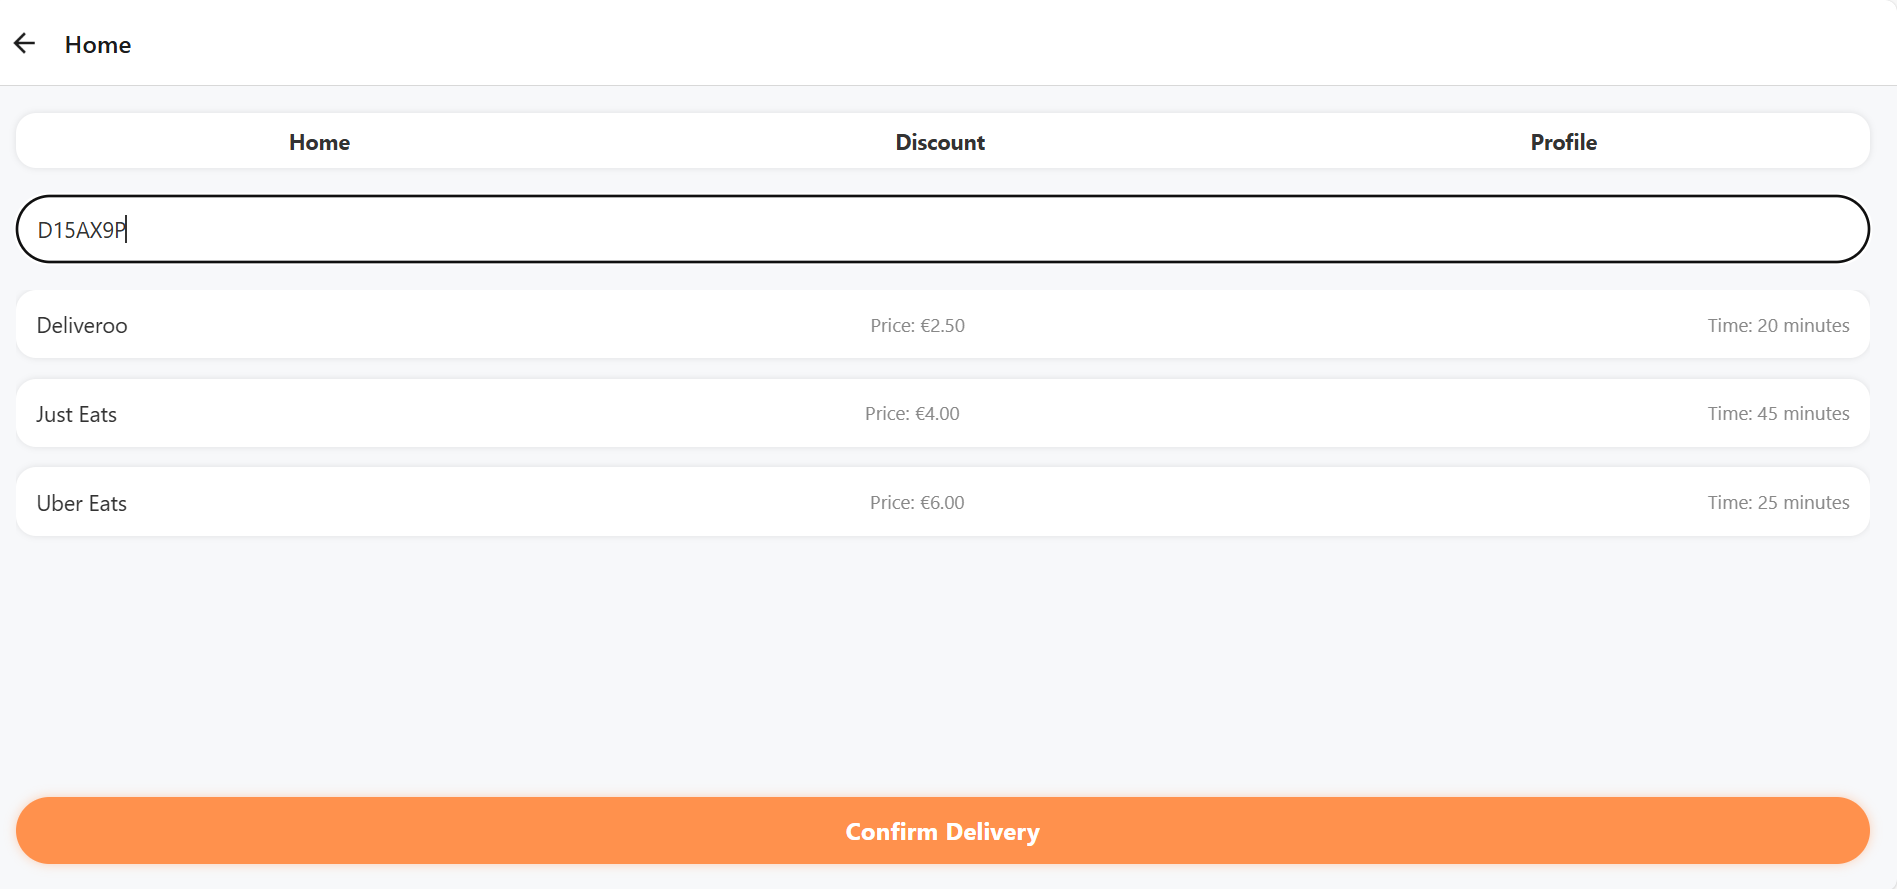 Home
Home Discount Profile
D15AX9P
Deliveroo Price: €2.50 Time: 20 minutes
Just Eats Price: €4.00 Time: 45 minutes
Uber Eats Price: €6.00 Time: 25 minutes
Confirm Delivery